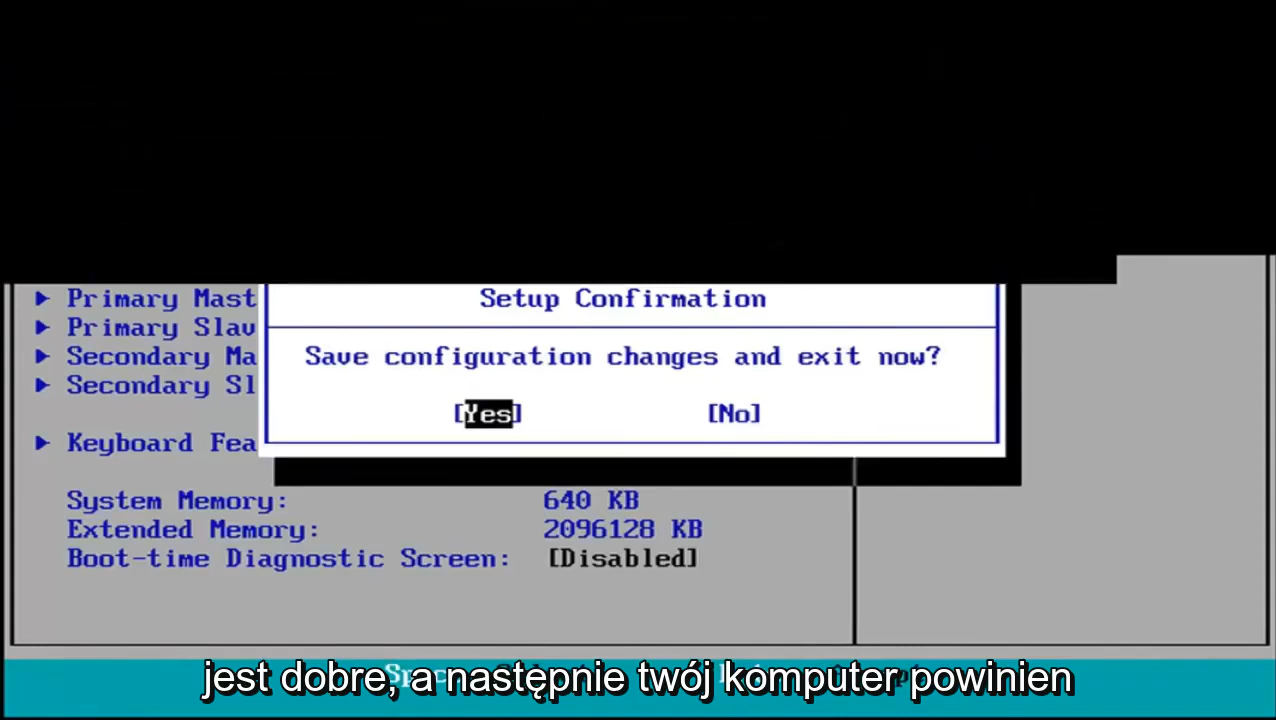 Primary Mast
Setup Confirmation
Primary Slav
Secondary Ma
Save configuration changes and exit now?
Secondary Sl
[Yes]
[No]
Keyboard Fea
System Memory: 640 KB
Extended Memory: 2096128 KB
Boot-time Diagnostic Screen: [Disabled]
jest dobre, a następnie twój komputer powinien